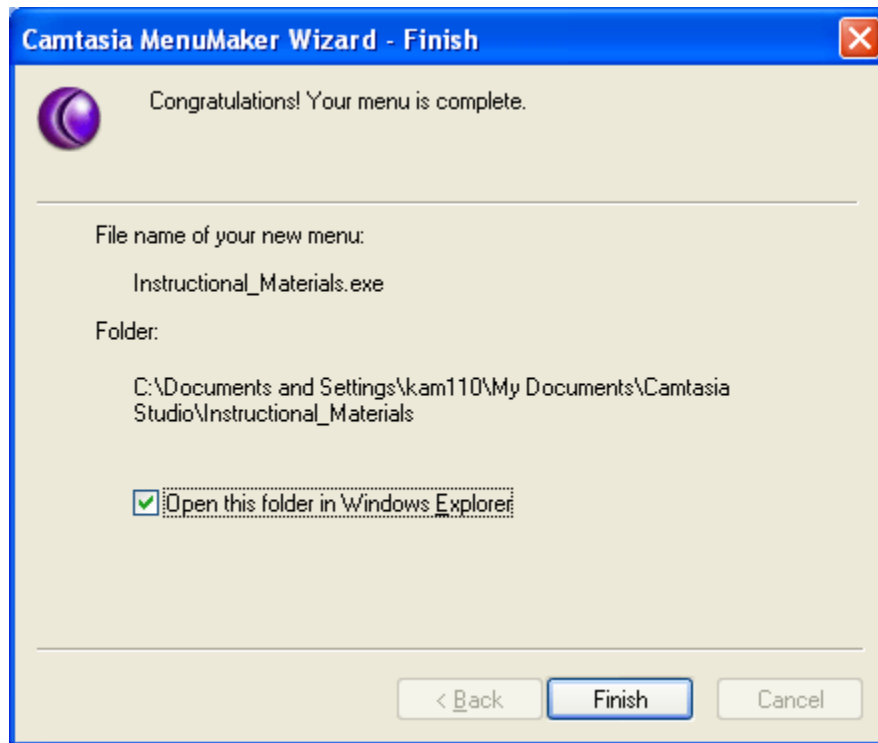 Camtasia MenuMaker Wizard - Finish
Congratulations! Your menu is complete.
File name of your new menu:
Instructional_Materials.exe
Folder:
C:\Documents and Settings\kam110\My Documents\Camtasia
Studio\Instructional_Materials
Open this folder in Windows Explorer
< Back Finish Cancel